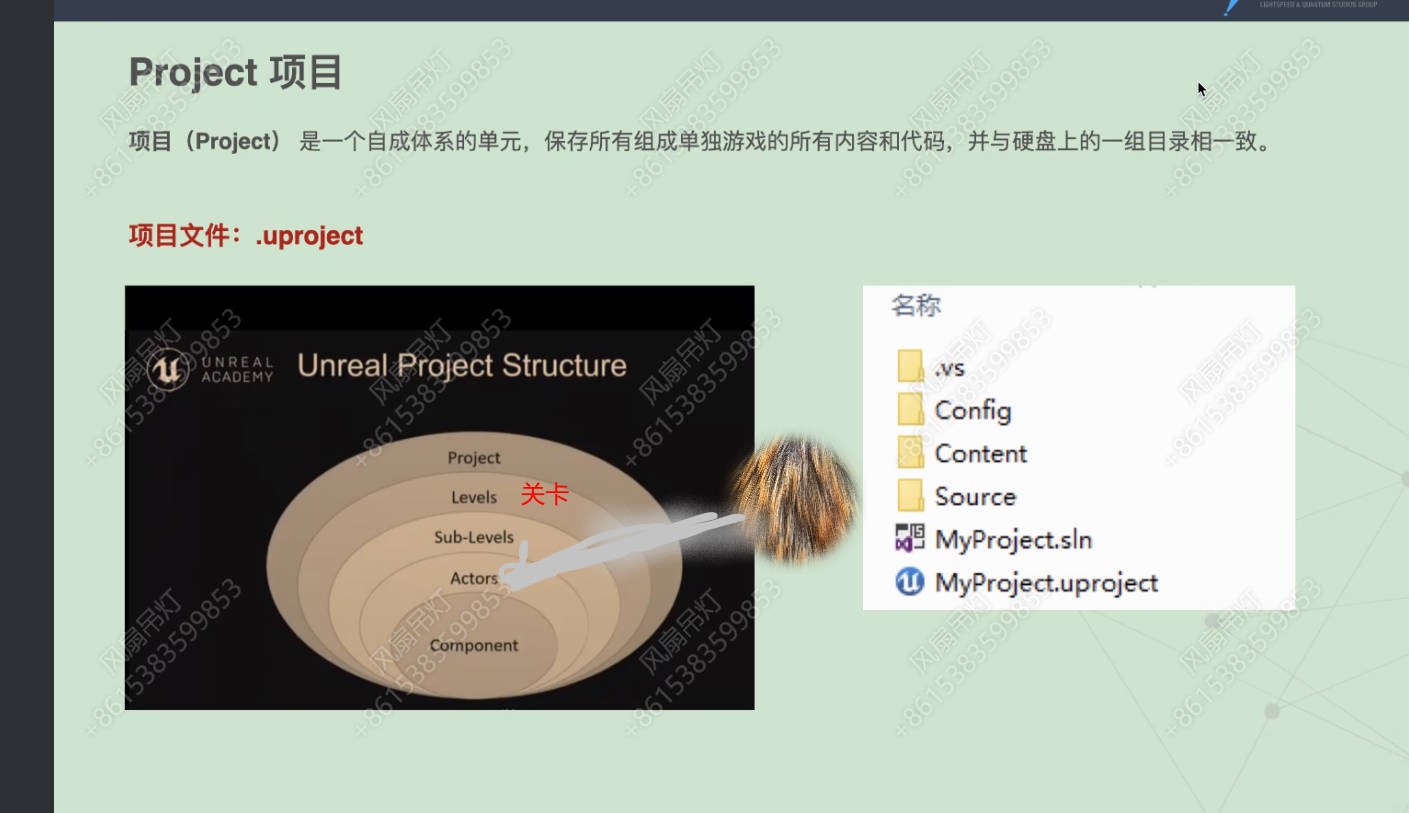 LIGHTSPEED & QUANTUM STUDIOS GROUP
Project 项目
项目（Project） 是一个自成体系的单元，保存所有组成单独游戏的所有内容和代码，并与硬盘上的一组目录相一致。
项目文件：.uproject
UNREAL
ACADEMY
Unreal Project Structure
Project
Levels 关卡
Sub-Levels
Actors
Component
名称
.vs
Config
Content
Source
MyProject.sln
MyProject.uproject
风扇吊灯
+8615383599853